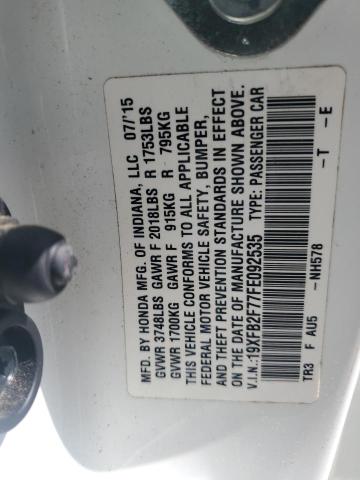 MFD. BY HONDA MFG. OF INDIANA, LLC 07/'15
GVWR 3748LBS GAWR F 2018LBS R 1753LBS
GVWR 1700KG GAWR F 915KG R 795KG
THIS VEHICLE CONFORMS TO ALL APPLICABLE
FEDERAL MOTOR VEHICLE SAFETY, BUMPER,
AND THEFT PREVENTION STANDARDS IN EFFECT
ON THE DATE OF MANUFACTURE SHOWN ABOVE.
V.I.N.:19XFB2F77FE092535 TYPE: PASSENGER CAR
TR3 F AU5 -NH578 -T -E